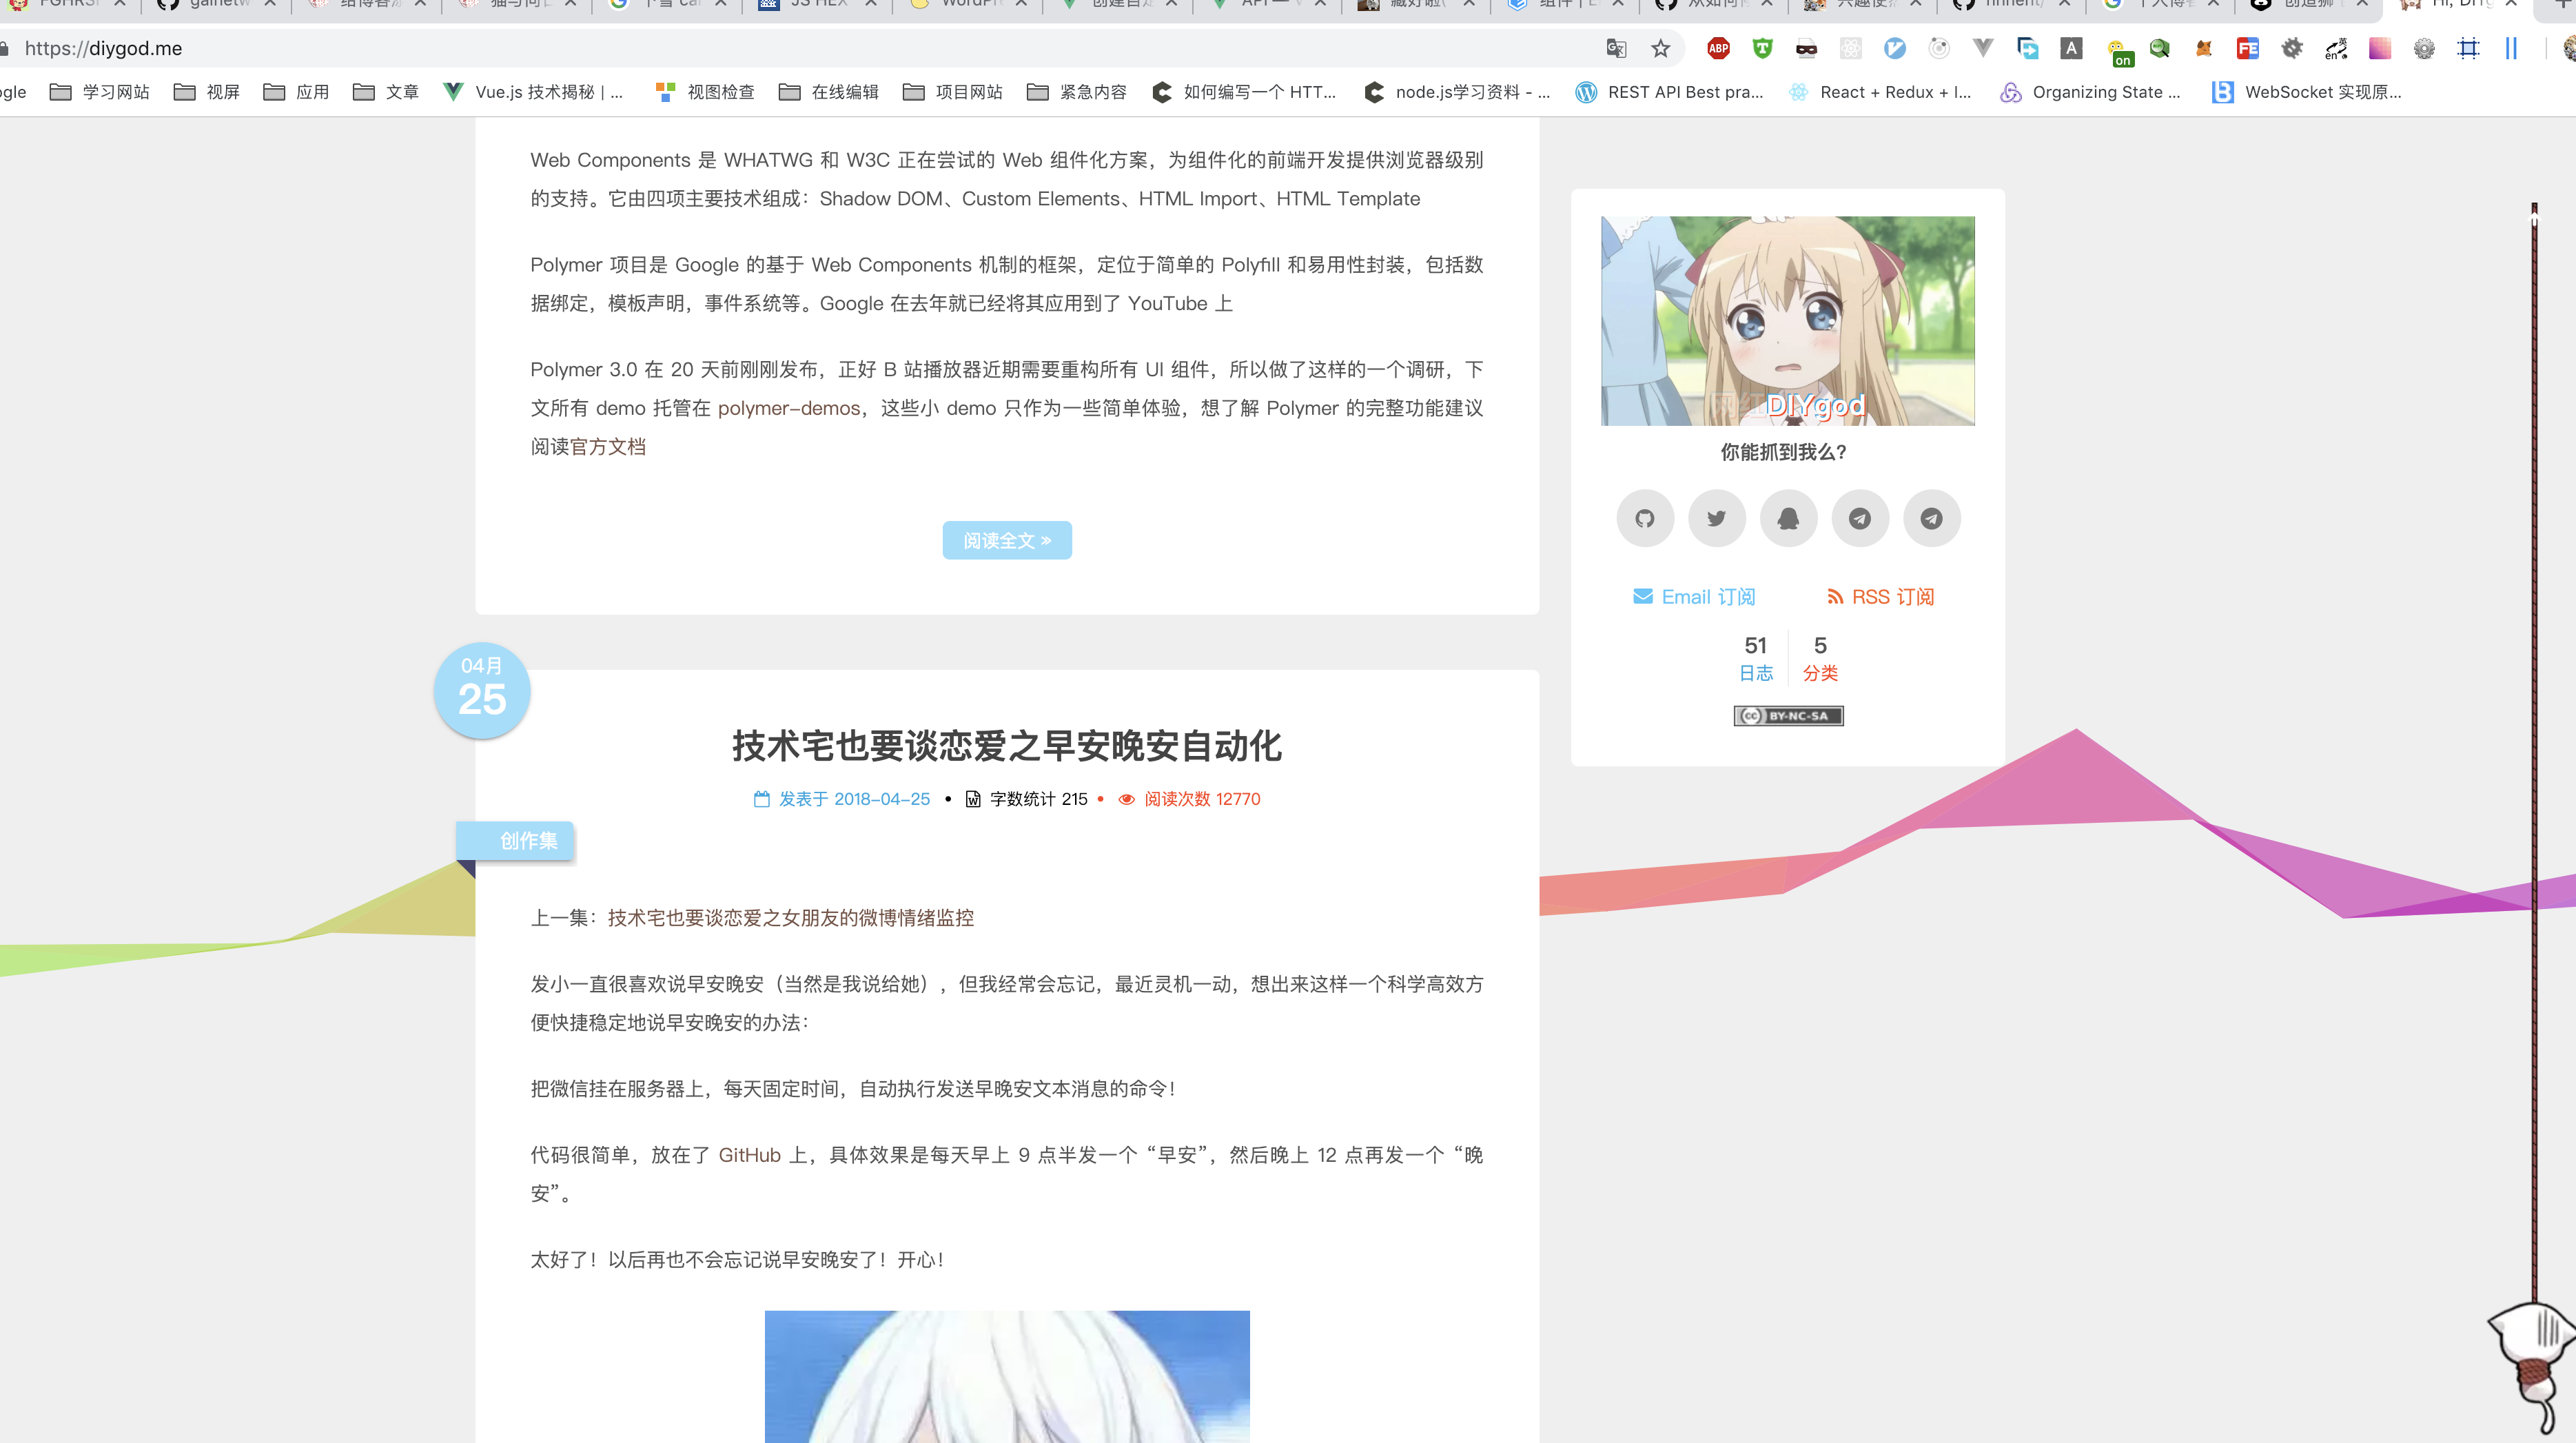 https://diygod.me
学习网站
视屏
应用
文章
Vue.js 技术揭秘 | ...
视图检查
在线编辑
项目网站
紧急内容
如何编写一个 HTT...
node.js学习资料 - ...
REST API Best pra...
React + Redux + I...
Organizing State ...
WebSocket 实现原...
Web Components 是 WHATWG 和 W3C 正在尝试的 Web 组件化方案，为组件化的前端开发提供浏览器级别
的支持。它由四项主要技术组成：Shadow DOM、Custom Elements、HTML Import、HTML Template
Polymer 项目是 Google 的基于 Web Components 机制的框架，定位于简单的 Polyfill 和易用性封装，包括数
据绑定，模板声明，事件系统等。Google 在去年就已经将其应用到了 YouTube 上
Polymer 3.0 在 20 天前刚刚发布，正好 B 站播放器近期需要重构所有 UI 组件，所以做了这样的一个调研，下
文所有 demo 托管在 polymer-demos，这些小 demo 只作为一些简单体验，想了解 Polymer 的完整功能建议
阅读官方文档
阅读全文 »
04月
25
技术宅也要谈恋爱之早安晚安自动化
发表于 2018-04-25 • 字数统计 215 • 阅读次数 12770
创作集
上一集：技术宅也要谈恋爱之女朋友的微博情绪监控
发小一直很喜欢说早安晚安（当然是我说给她），但我经常会忘记，最近灵机一动，想出来这样一个科学高效方
便快捷稳定地说早安晚安的办法：
把微信挂在服务器上，每天固定时间，自动执行发送早晚安文本消息的命令！
代码很简单，放在了 GitHub 上，具体效果是每天早上 9 点半发一个“早安”，然后晚上 12 点再发一个“晚
安”。
太好了！以后再也不会忘记说早安晚安了！开心！
DIYgod
你能抓到我么？
Email 订阅
RSS 订阅
51
日志
5
分类
cc BY-NC-SA